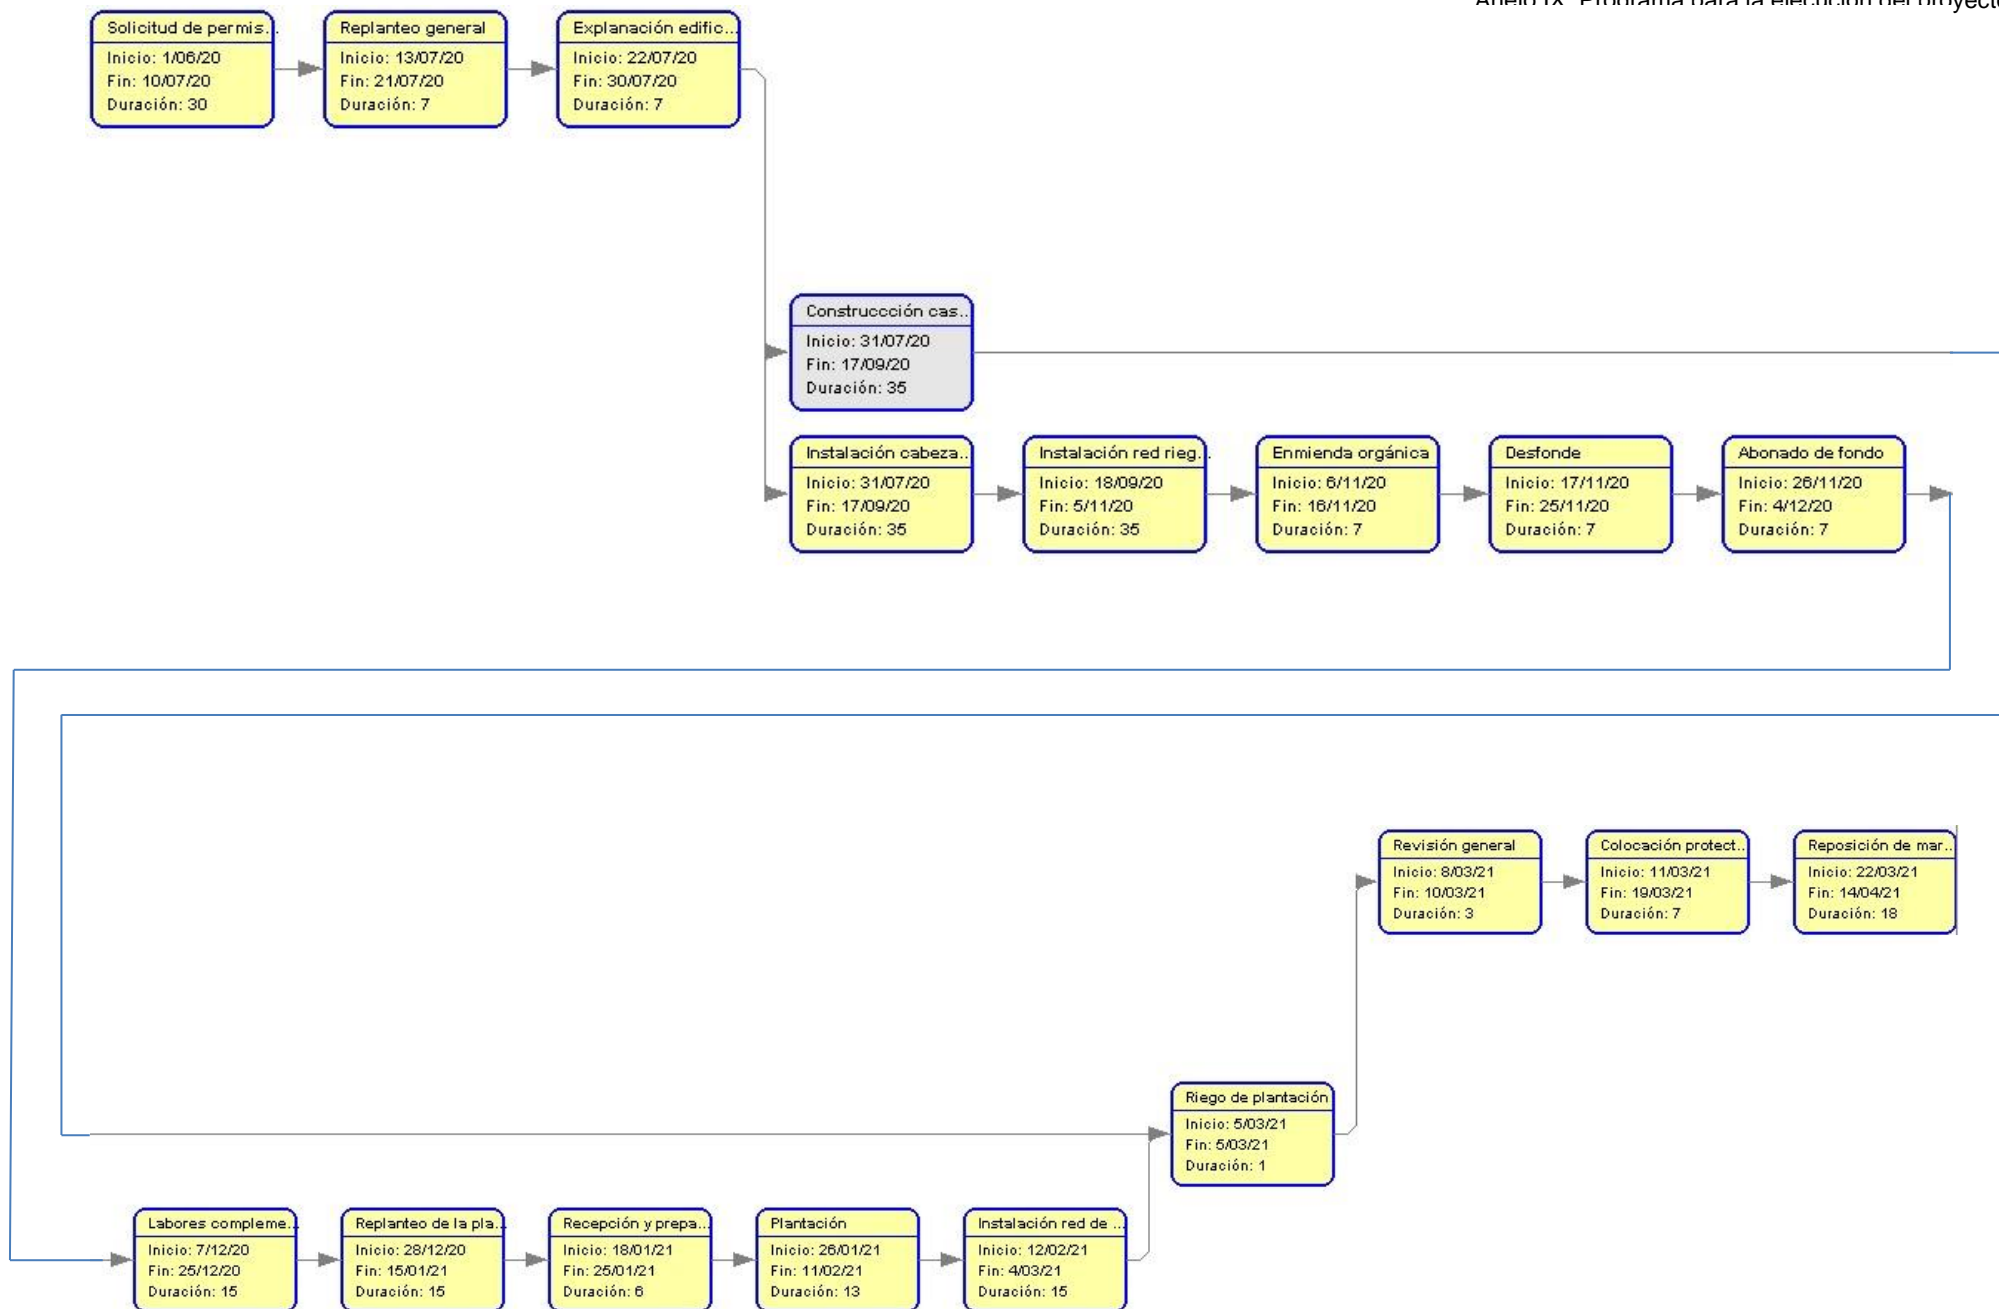 Anejo IX. Programa para la ejecución del proyecto
Solicitud de permis...
Inicio: 1/06/20
Fin: 10/07/20
Duración: 30
Replanteo general
Inicio: 13/07/20
Fin: 21/07/20
Duración: 7
Explanación edific...
Inicio: 22/07/20
Fin: 30/07/20
Duración: 7
Construccción cas...
Inicio: 31/07/20
Fin: 17/09/20
Duración: 35
Instalación cabeza...
Inicio: 31/07/20
Fin: 17/09/20
Duración: 35
Instalación red rieg...
Inicio: 18/09/20
Fin: 5/11/20
Duración: 35
Enmienda orgánica
Inicio: 6/11/20
Fin: 16/11/20
Duración: 7
Desfonde
Inicio: 17/11/20
Fin: 25/11/20
Duración: 7
Abonado de fondo
Inicio: 26/11/20
Fin: 4/12/20
Duración: 7
Revisión general
Inicio: 8/03/21
Fin: 10/03/21
Duración: 3
Colocación protect...
Inicio: 11/03/21
Fin: 19/03/21
Duración: 7
Reposición de mar...
Inicio: 22/03/21
Fin: 14/04/21
Duración: 18
Riego de plantación
Inicio: 5/03/21
Fin: 5/03/21
Duración: 1
Labores compleme...
Inicio: 7/12/20
Fin: 25/12/20
Duración: 15
Replanteo de la pla...
Inicio: 28/12/20
Fin: 15/01/21
Duración: 15
Recepción y prepa...
Inicio: 18/01/21
Fin: 25/01/21
Duración: 6
Plantación
Inicio: 26/01/21
Fin: 11/02/21
Duración: 13
Instalación red de ...
Inicio: 12/02/21
Fin: 4/03/21
Duración: 15